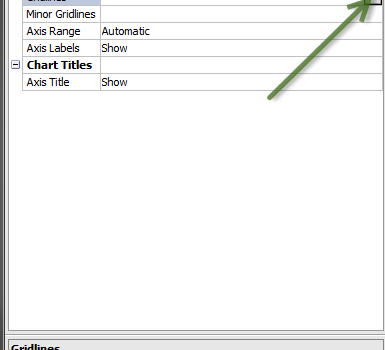 Gridlines
Minor Gridlines
Axis Range Automatic
Axis Labels Show
Chart Titles
Axis Title Show
Gridlines